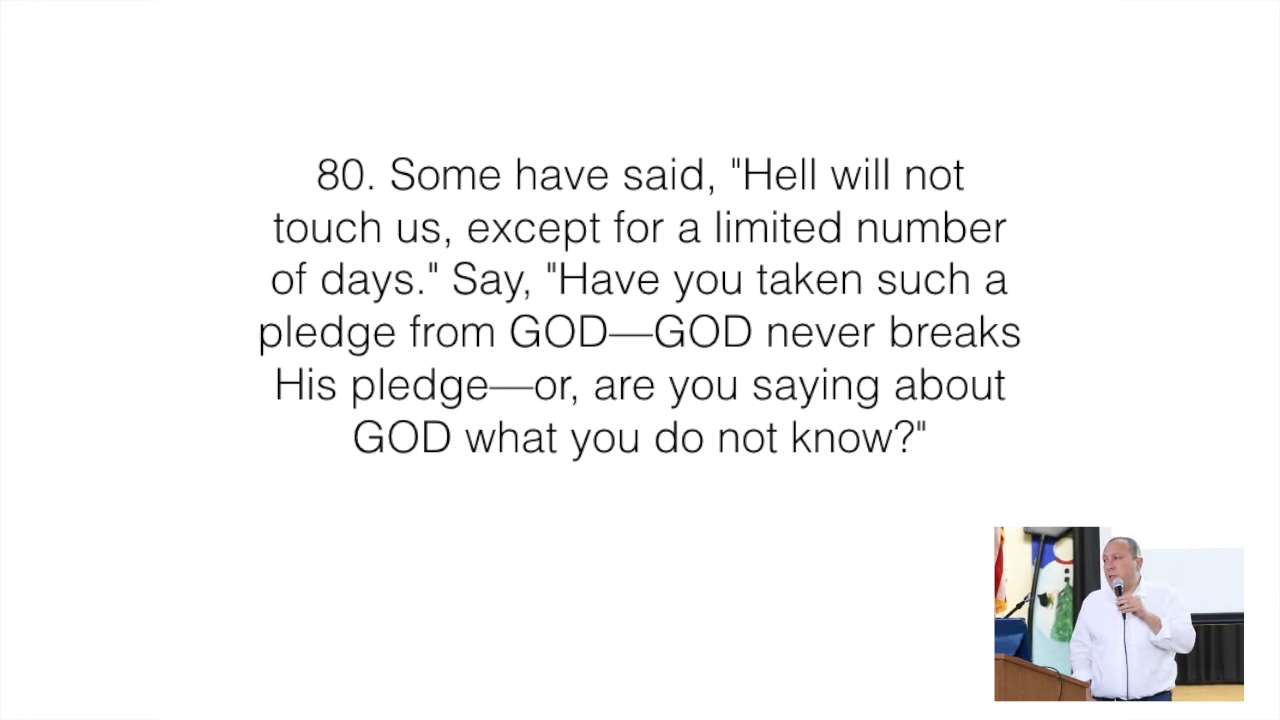 80. Some have said, "Hell will not
touch us, except for a limited number
of days." Say, "Have you taken such a
pledge from GOD—GOD never breaks
His pledge—or, are you saying about
GOD what you do not know?"